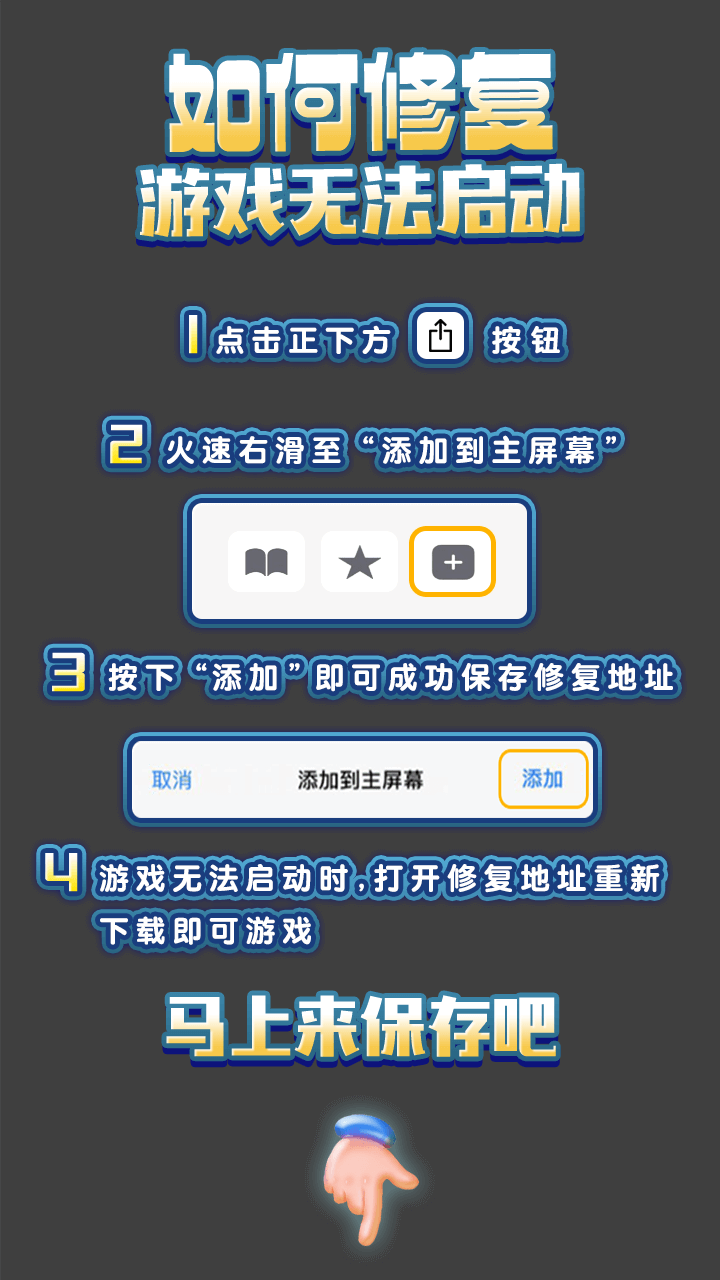 如何修复
游戏无法启动
1 点击正下方 按钮
2 火速右滑至“添加到主屏幕”
3 按下“添加”即可成功保存修复地址
取消 添加到主屏幕 添加
4 游戏无法启动时,打开修复地址重新
下载即可游戏
马上来保存吧